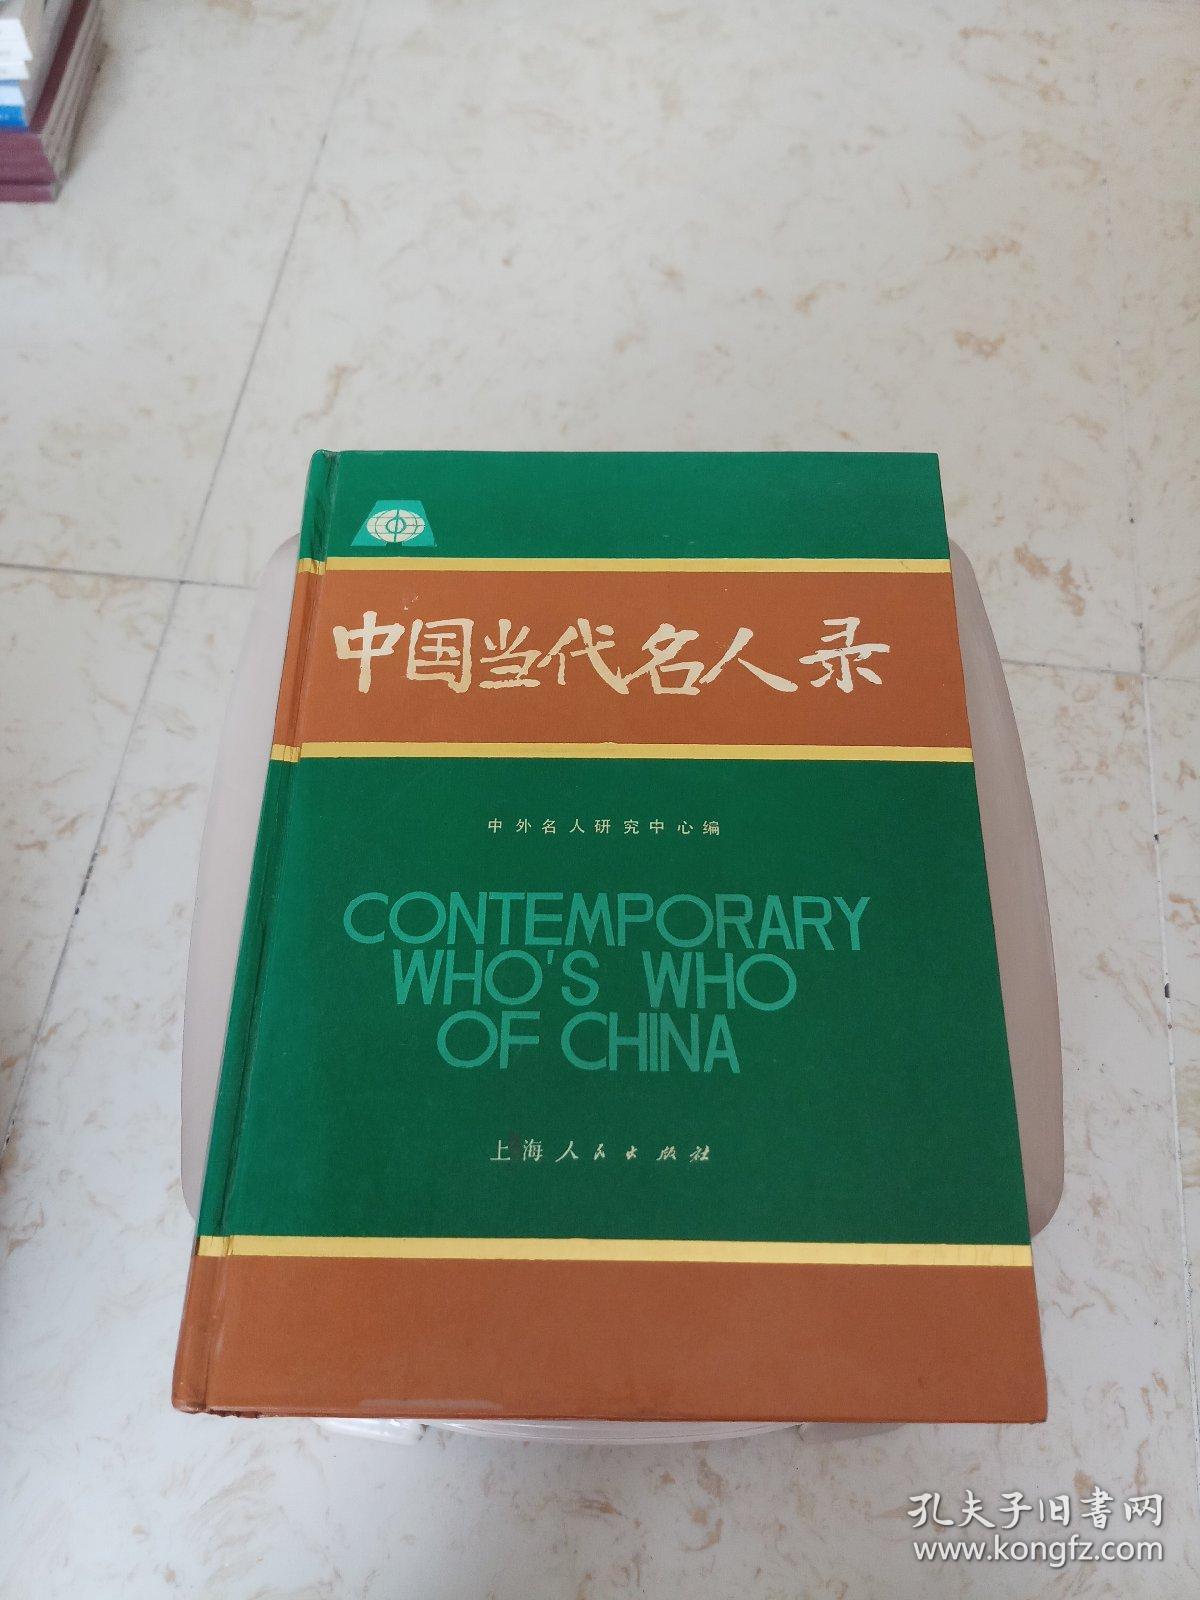 中国当代名人录
中外名人研究中心编
CONTEMPORARY
WHO'S WHO
OF CHINA
上海人民出版社
孔夫子旧书网
www.kongfz.com